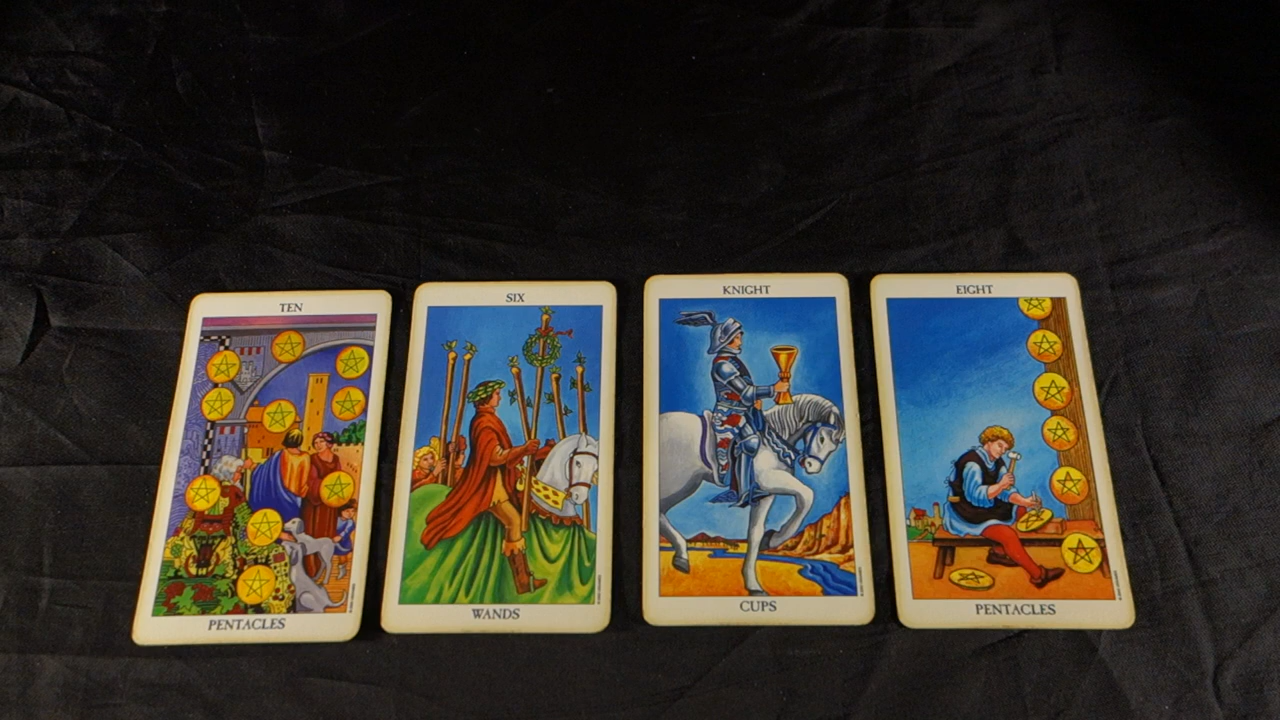 TEN
PENTACLES
SIX
WANDS
KNIGHT
CUPS
EIGHT
PENTACLES